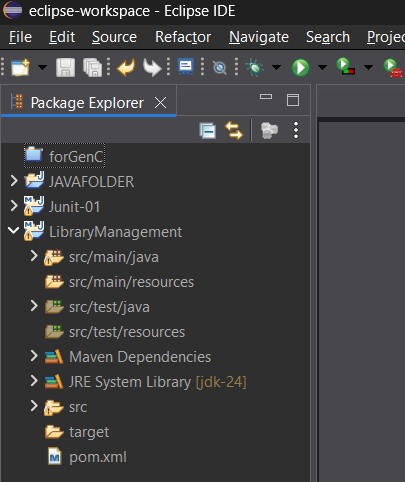 eclipse-workspace - Eclipse IDE
File Edit Source Refactor Navigate Search Projec
Package Explorer
forGenC
JAVAFOLDER
Junit-01
LibraryManagement
src/main/java
src/main/resources
src/test/java
src/test/resources
Maven Dependencies
JRE System Library [jdk-24]
src
target
pom.xml